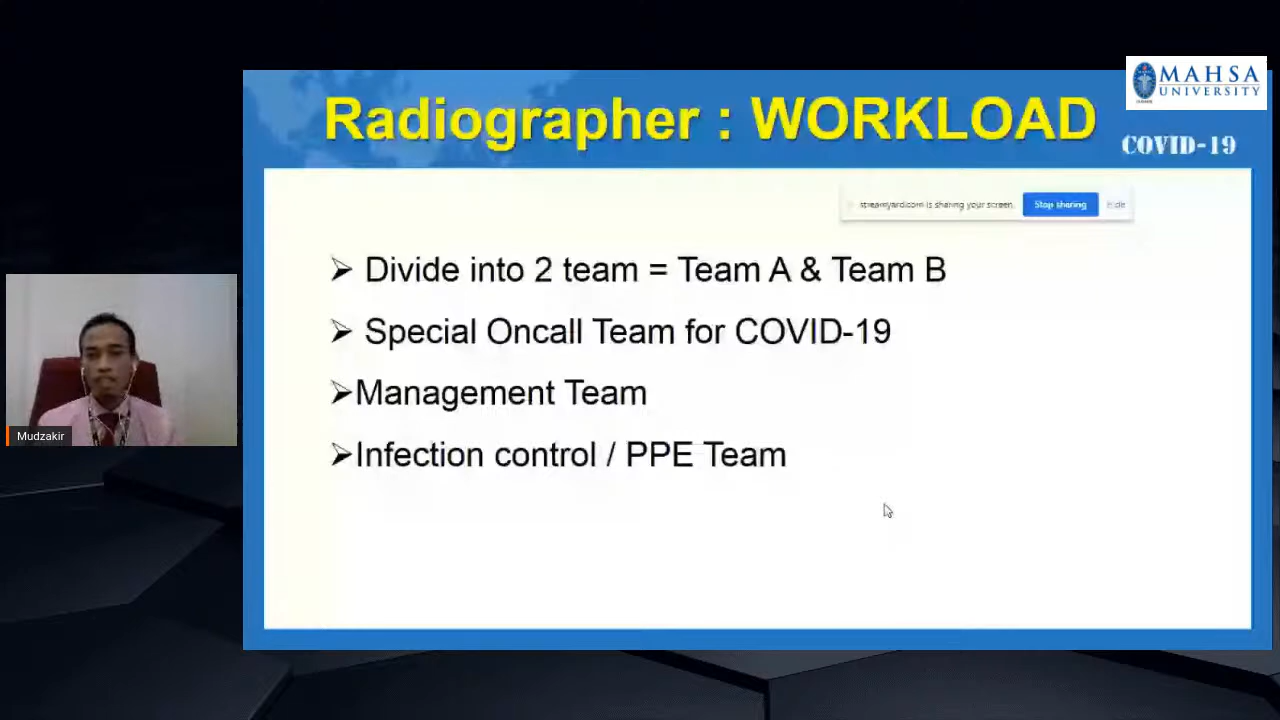 MAHSA
UNIVERSITY
Radiographer : WORKLOAD
COVID-19
streamyard.com is sharing your screen. Stop sharing Hide
➢ Divide into 2 team = Team A & Team B
➢ Special Oncall Team for COVID-19
➢Management Team
➢Infection control / PPE Team
Mudzakir